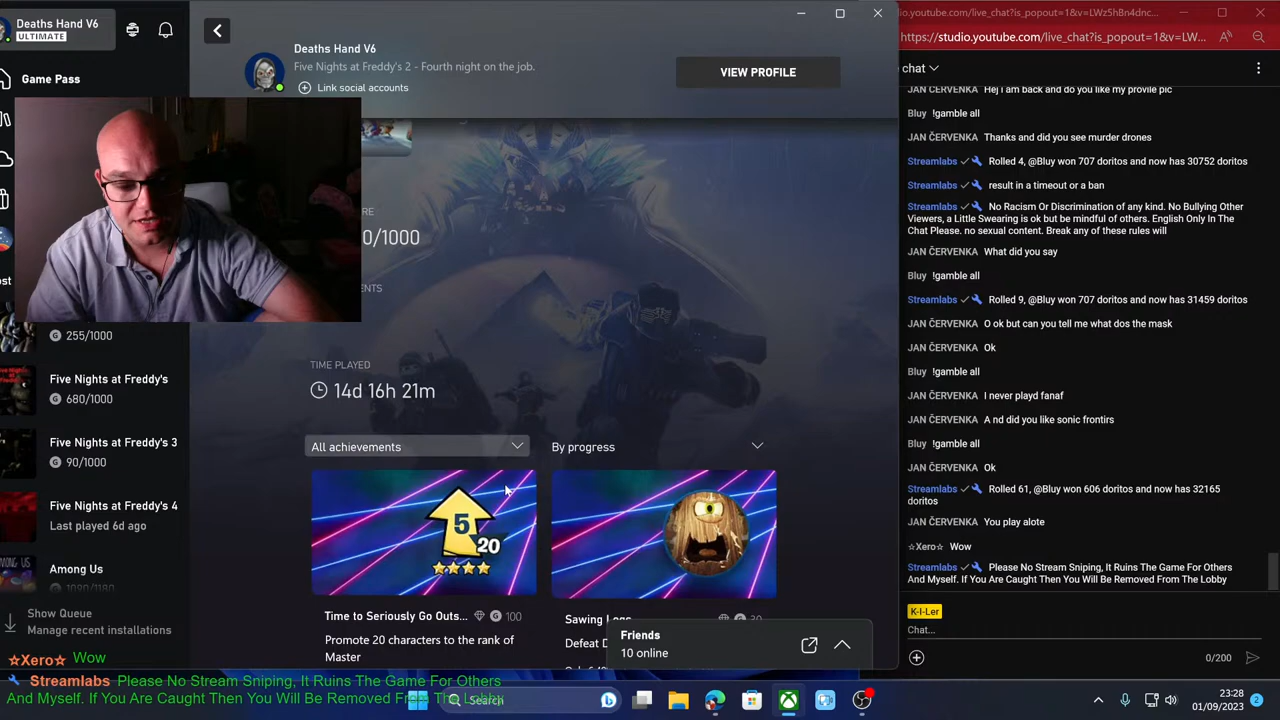 Deaths Hand V6
ULTIMATE
Game Pass
255/1000
Five Nights at Freddy's
680/1000
Five Nights at Freddy's 3
90/1000
Five Nights at Freddy's 4
Last played 6d ago
Among Us
Show Queue
Manage recent installations
Deaths Hand V6
Five Nights at Freddy's 2 - Fourth night on the job.
Link social accounts
VIEW PROFILE
0/1000
TIME PLAYED
14d 16h 21m
All achievements
By progress
5
20
Time to Seriously Go Outs...
100
Promote 20 characters to the rank of
Master
Friends
10 online
https://studio.youtube.com/live_chat?is_popout=1&v=LW...
chat
JAN ČERVENKA Hej i am back and do you like my provile pic
Bluy !gamble all
JAN ČERVENKA Thanks and did you see murder drones
Streamlabs Rolled 4, @Bluy won 707 doritos and now has 30752 doritos
Streamlabs result in a timeout or a ban
Streamlabs No Racism Or Discrimination of any kind. No Bullying Other
Viewers, a Little Swearing is ok but be mindful of others. English Only In The
Chat Please. no sexual content. Break any of these rules will
JAN ČERVENKA What did you say
Bluy !gamble all
Streamlabs Rolled 9, @Bluy won 707 doritos and now has 31459 doritos
JAN ČERVENKA O ok but can you tell me what dos the mask
JAN ČERVENKA Ok
Bluy !gamble all
JAN ČERVENKA I never playd fanaf
JAN ČERVENKA A nd did you like sonic frontirs
Bluy !gamble all
JAN ČERVENKA Ok
Streamlabs Rolled 61, @Bluy won 606 doritos and now has 32165
doritos
JAN ČERVENKA You play alote
☆Xero☆ Wow
Streamlabs Please No Stream Sniping, It Ruins The Game For Others
And Myself. If You Are Caught Then You Will Be Removed From The Lobby
K-I-Ler
Chat...
0/200
☆Xero☆ Wow
Streamlabs Please No Stream Sniping, It Ruins The Game For Others
And Myself. If You Are Caught Then You Will Be Removed From The Lobby
Search
23:28
01/09/2023
2